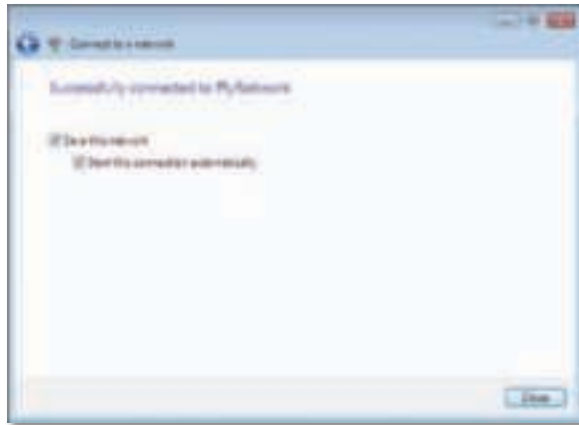 Connect to a network
Successfully connected to MyNetwork
Save this network
Start this connection automatically
Close